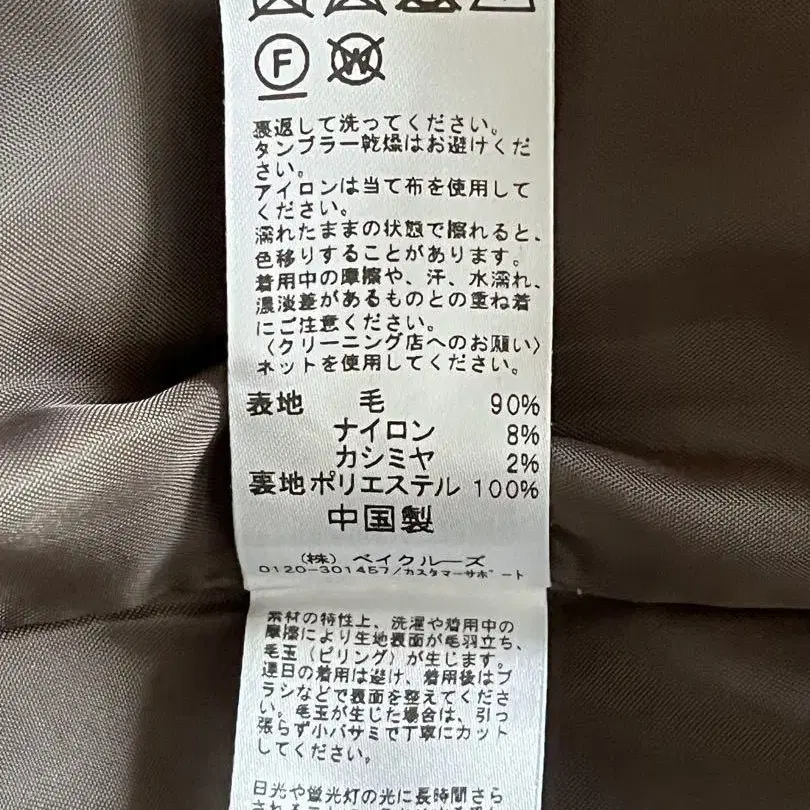 F
W
裏返して洗ってください。
タンブラー乾燥はお避けくだ
さい。
アイロンは当て布を使用して
ください。
濡れたままの状態で擦れると、
色移りすることがあります。
着用中の摩擦や、汗、水濡れ、
濃淡差があるものとの重ね着
にご注意ください。
〈クリーニング店へのお願い〉
ネットを使用してください。
表地 毛 90%
ナイロン 8%
カシミヤ 2%
裏地ポリエステル 100%
中国製
(株) ベイクルーズ
0120-301457/カスタマーサポート
素材の特性上、洗濯や着用中の
摩擦により生地表面が毛羽立ち、
毛玉〈ピリング〉が生じます。
連日の着用は避け、着用後はブ
ラシなどで表面を整えてくださ
い。毛玉が生じた場合は、引っ
張らず小バサミで丁寧にカット
してください。
日光や蛍光灯の光に長時間さら